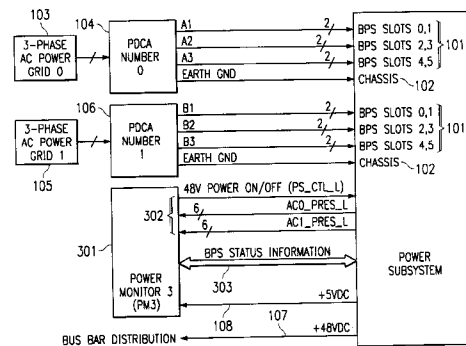 103
104
3-PHASE
AC POWER
GRID 0
PDCA
NUMBER
0
A1
A2
A3
EARTH GND
2
2
2
BPS SLOTS 0,1
BPS SLOTS 2,3
BPS SLOTS 4,5
CHASSIS
101
102
106
3-PHASE
AC POWER
GRID 1
105
PDCA
NUMBER
1
B1
B2
B3
EARTH GND
2
2
2
BPS SLOTS 0,1
BPS SLOTS 2,3
BPS SLOTS 4,5
CHASSIS
101
102
301
302
48V POWER ON/OFF (PS_CTL_L)
6
AC0_PRES_L
6
AC1_PRES_L
BPS STATUS INFORMATION
303
POWER
MONITOR 3
(PM3)
POWER
SUBSYSTEM
+5VDC
108
107
+48VDC
BUS BAR DISTRIBUTION